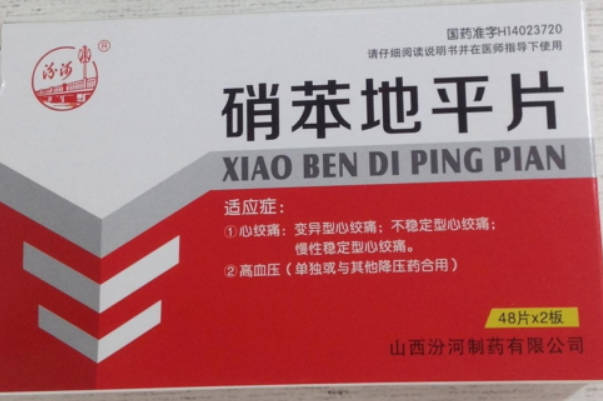 国药准字H14023720
请仔细阅读说明书并在医师指导下使用
汾河
®
硝苯地平片
XIAO BEN DI PING PIAN
适应症：
①心绞痛：变异型心绞痛；不稳定型心绞痛；
慢性稳定型心绞痛。
②高血压（单独或与其他降压药合用）
48片x2板
山西汾河制药有限公司